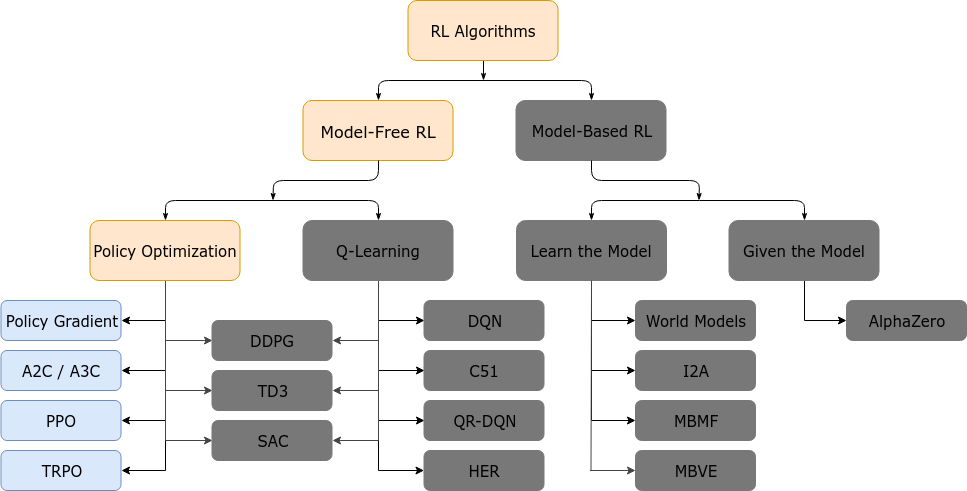 RL Algorithms
Model-Free RL
Model-Based RL
Policy Optimization
Q-Learning
Learn the Model
Given the Model
Policy Gradient
A2C / A3C
PPO
TRPO
DDPG
TD3
SAC
DQN
C51
QR-DQN
HER
World Models
I2A
MBMF
MBVE
AlphaZero